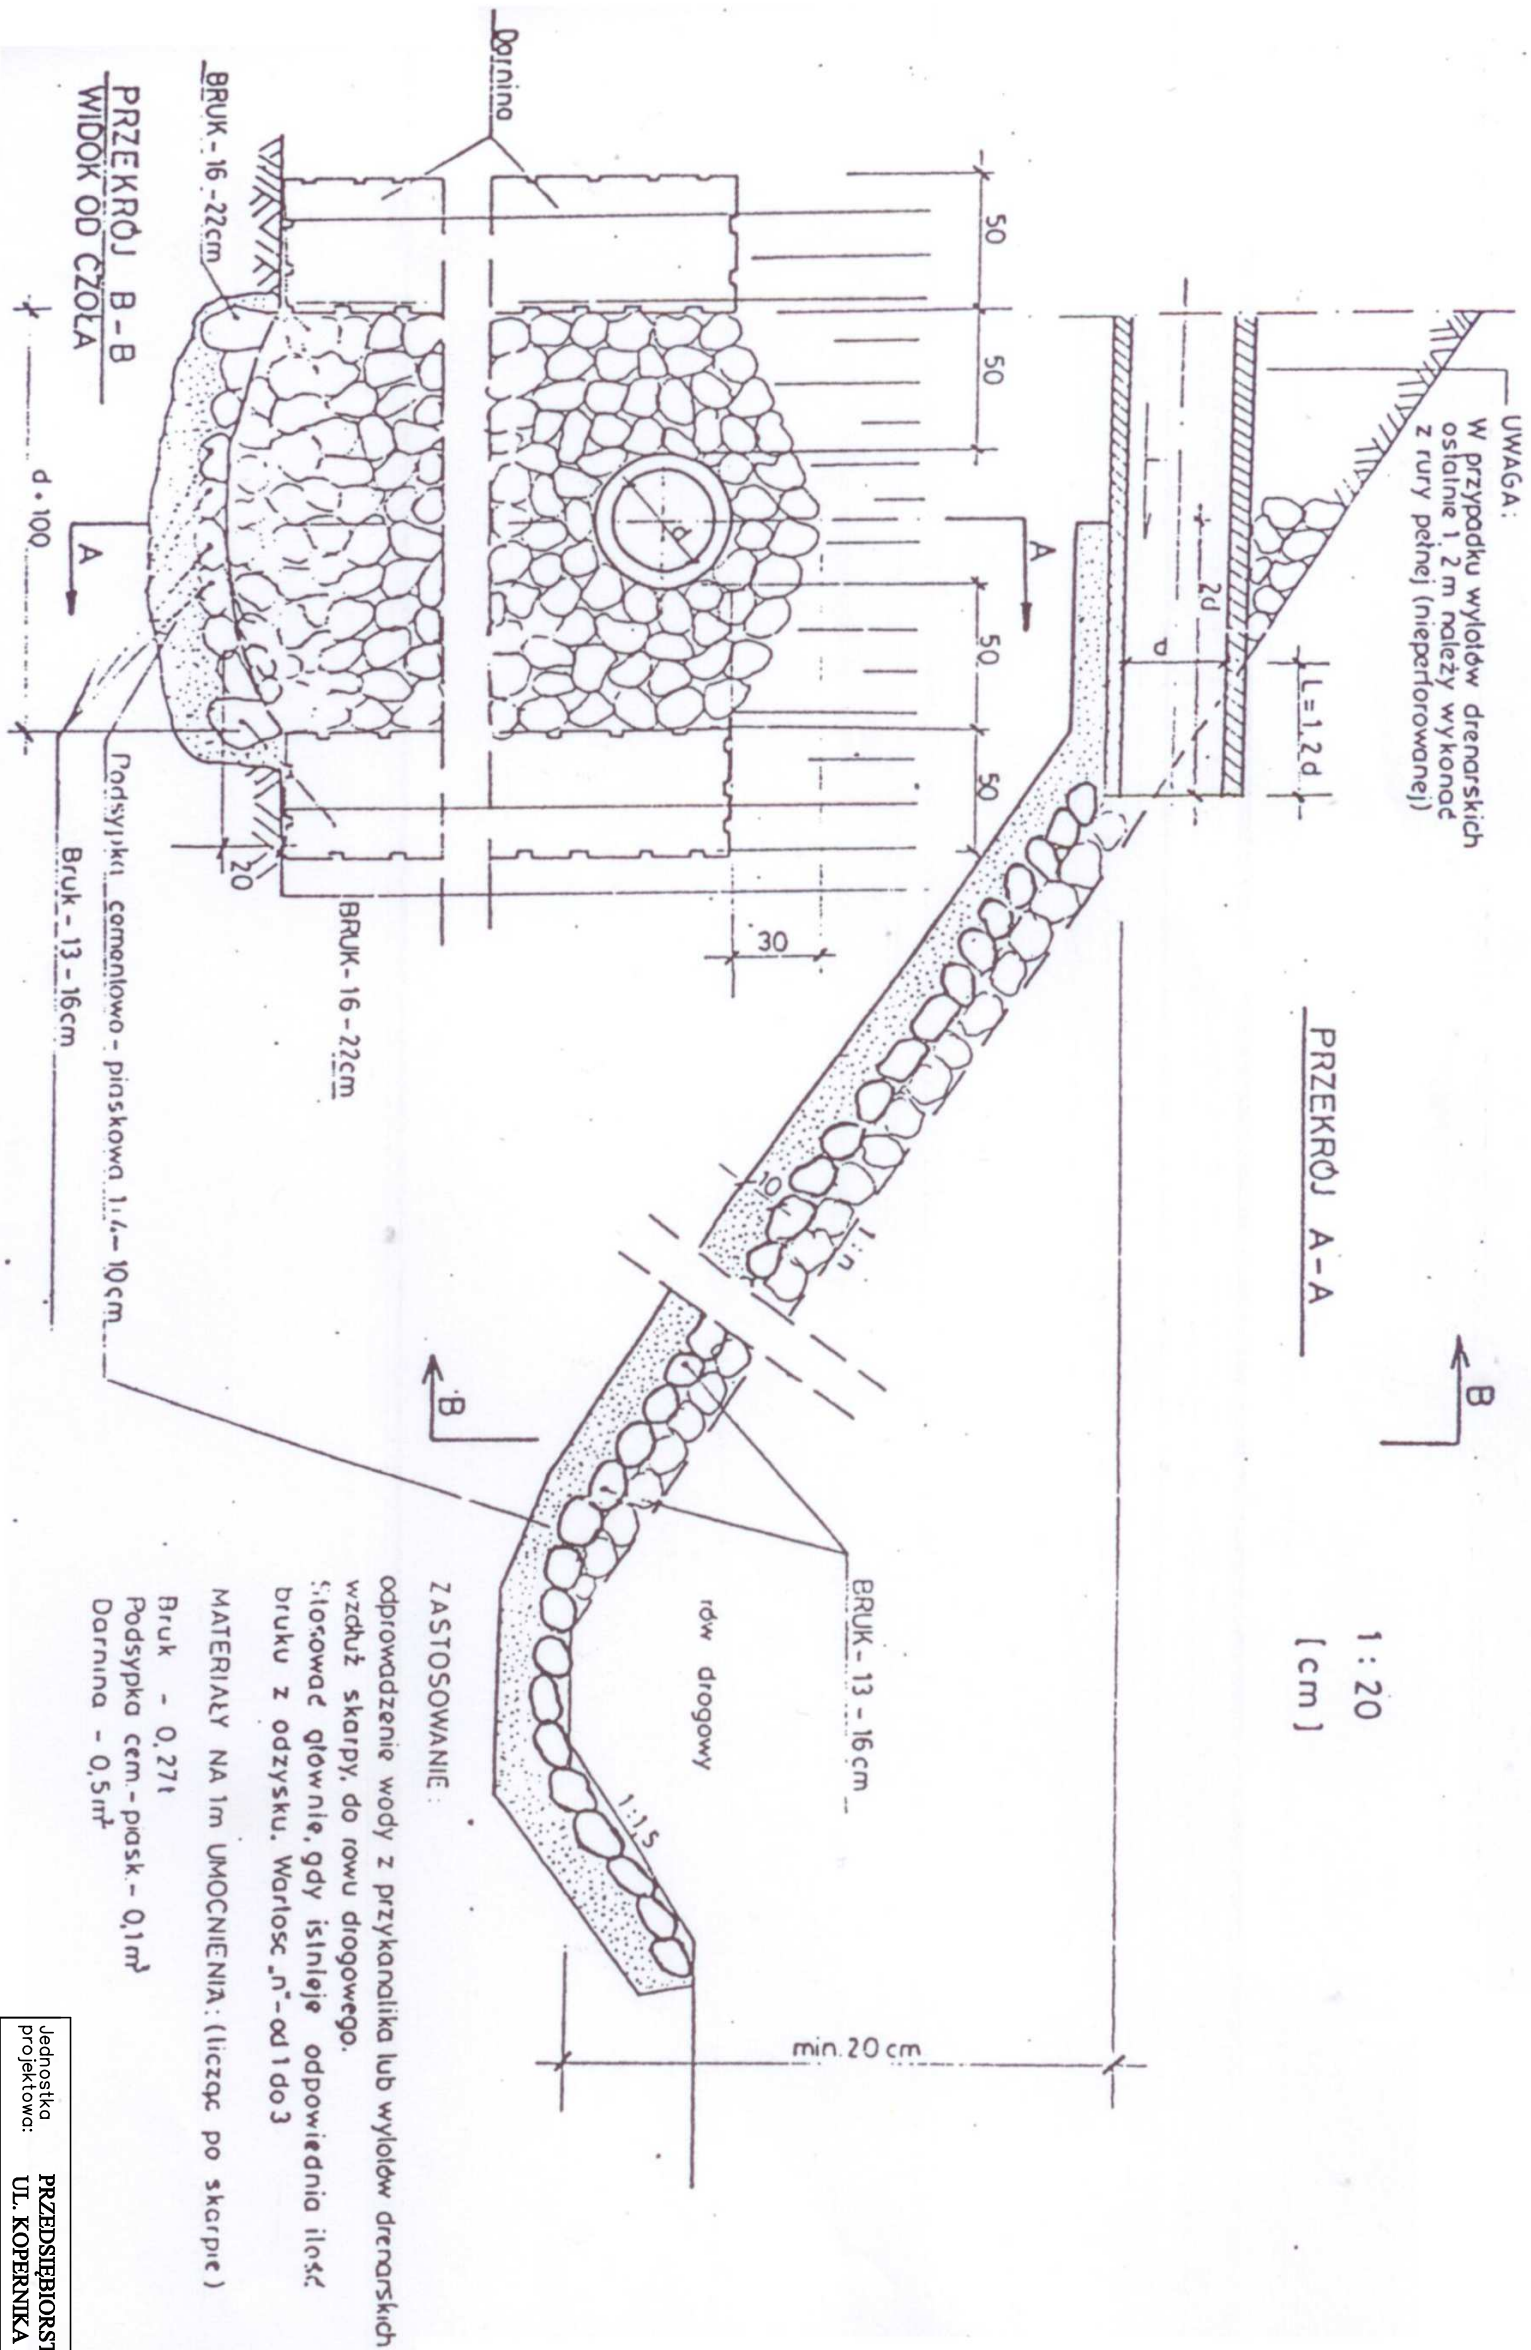 UWAGA:
W przypadku wylotów drenarskich
ostatnie 1 2 m należy wykonać
z rury pełnej (nieperforowanej)
PRZEKRÓJ A-A
1:20
[cm]
B
L=1,2d
2d
d
10
1:n
B
BRUK-13-16cm
rów drogowy
1:1,5
min.20 cm
50
50
50
50
A
d
30
Darnina
BRUK-16-22cm
BRUK-16-22cm
20
A
d+100
PRZEKRÓJ B-B
WIDOK OD CZOŁA
Podsypka cementowo-piaskowa 1:4-10cm
Bruk-13-16cm
ZASTOSOWANIE:
odprowadzenie wody z przykanalika lub wylotów drenarskich
wzdłuż skarpy, do rowu drogowego.
Stosować głównie, gdy istnieje odpowiednia ilość
bruku z odzysku. Wartość „n"-od 1 do 3
MATERIAŁY NA 1m UMOCNIENIA: (licząc po skarpie)
Bruk - 0,27t
Podsypka cem.-piask.- 0,1m³
Darnina - 0,5m²
Jednostka
projektowa:
PRZEDSIĘBIORST
UL. KOPERNIKA